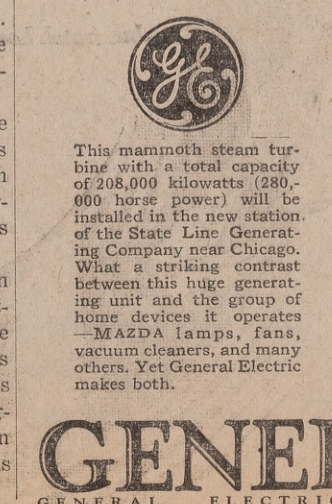 GE
This mammoth steam tur-
bine with a total capacity
of 208,000 kilowatts (280,-
000 horse power) will be
installed in the new station
of the State Line Generat-
ing Company near Chicago.
What a striking contrast
between this huge generat-
ing unit and the group of
home devices it operates
—MAZDA lamps, fans,
vacuum cleaners, and many
others. Yet General Electric
makes both.
GENE
GENERAL ELECTRI